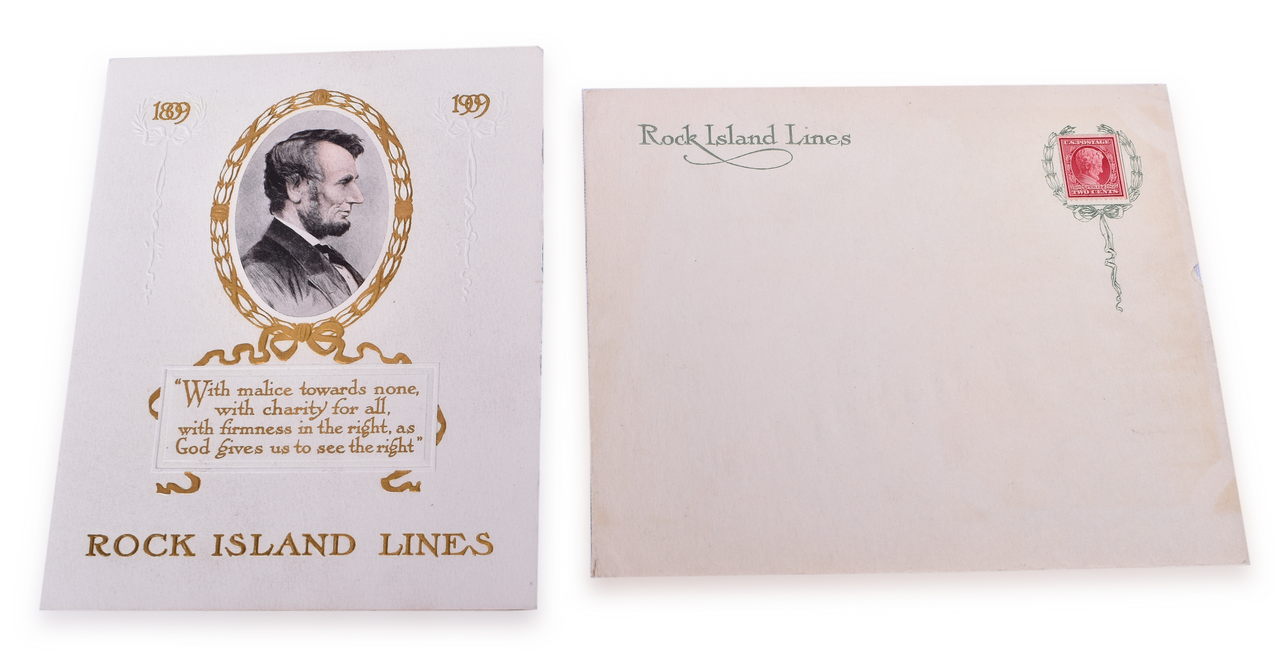 1809
1909
“With malice towards none,
with charity for all,
with firmness in the right, as
God gives us to see the right”
ROCK ISLAND LINES
Rock Island Lines
U.S. POSTAGE
TWO CENTS